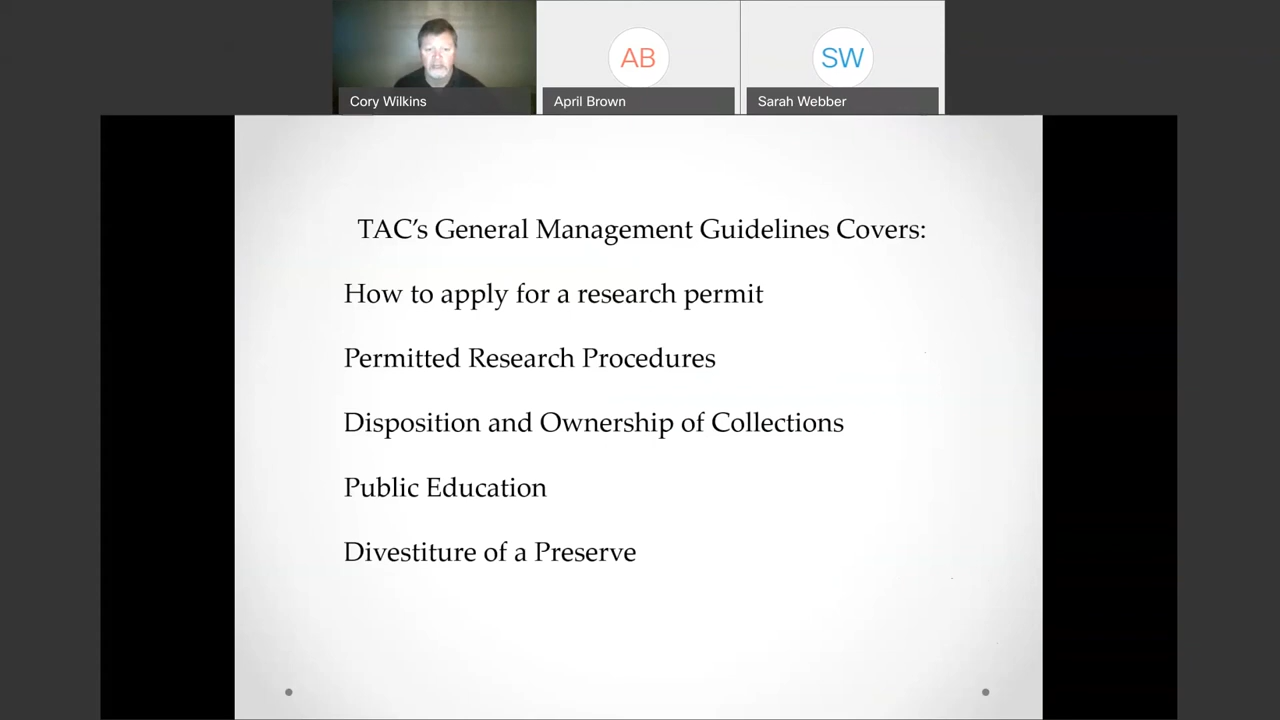 AB
SW
Cory Wilkins
April Brown
Sarah Webber
TAC’s General Management Guidelines Covers:
How to apply for a research permit
Permitted Research Procedures
Disposition and Ownership of Collections
Public Education
Divestiture of a Preserve